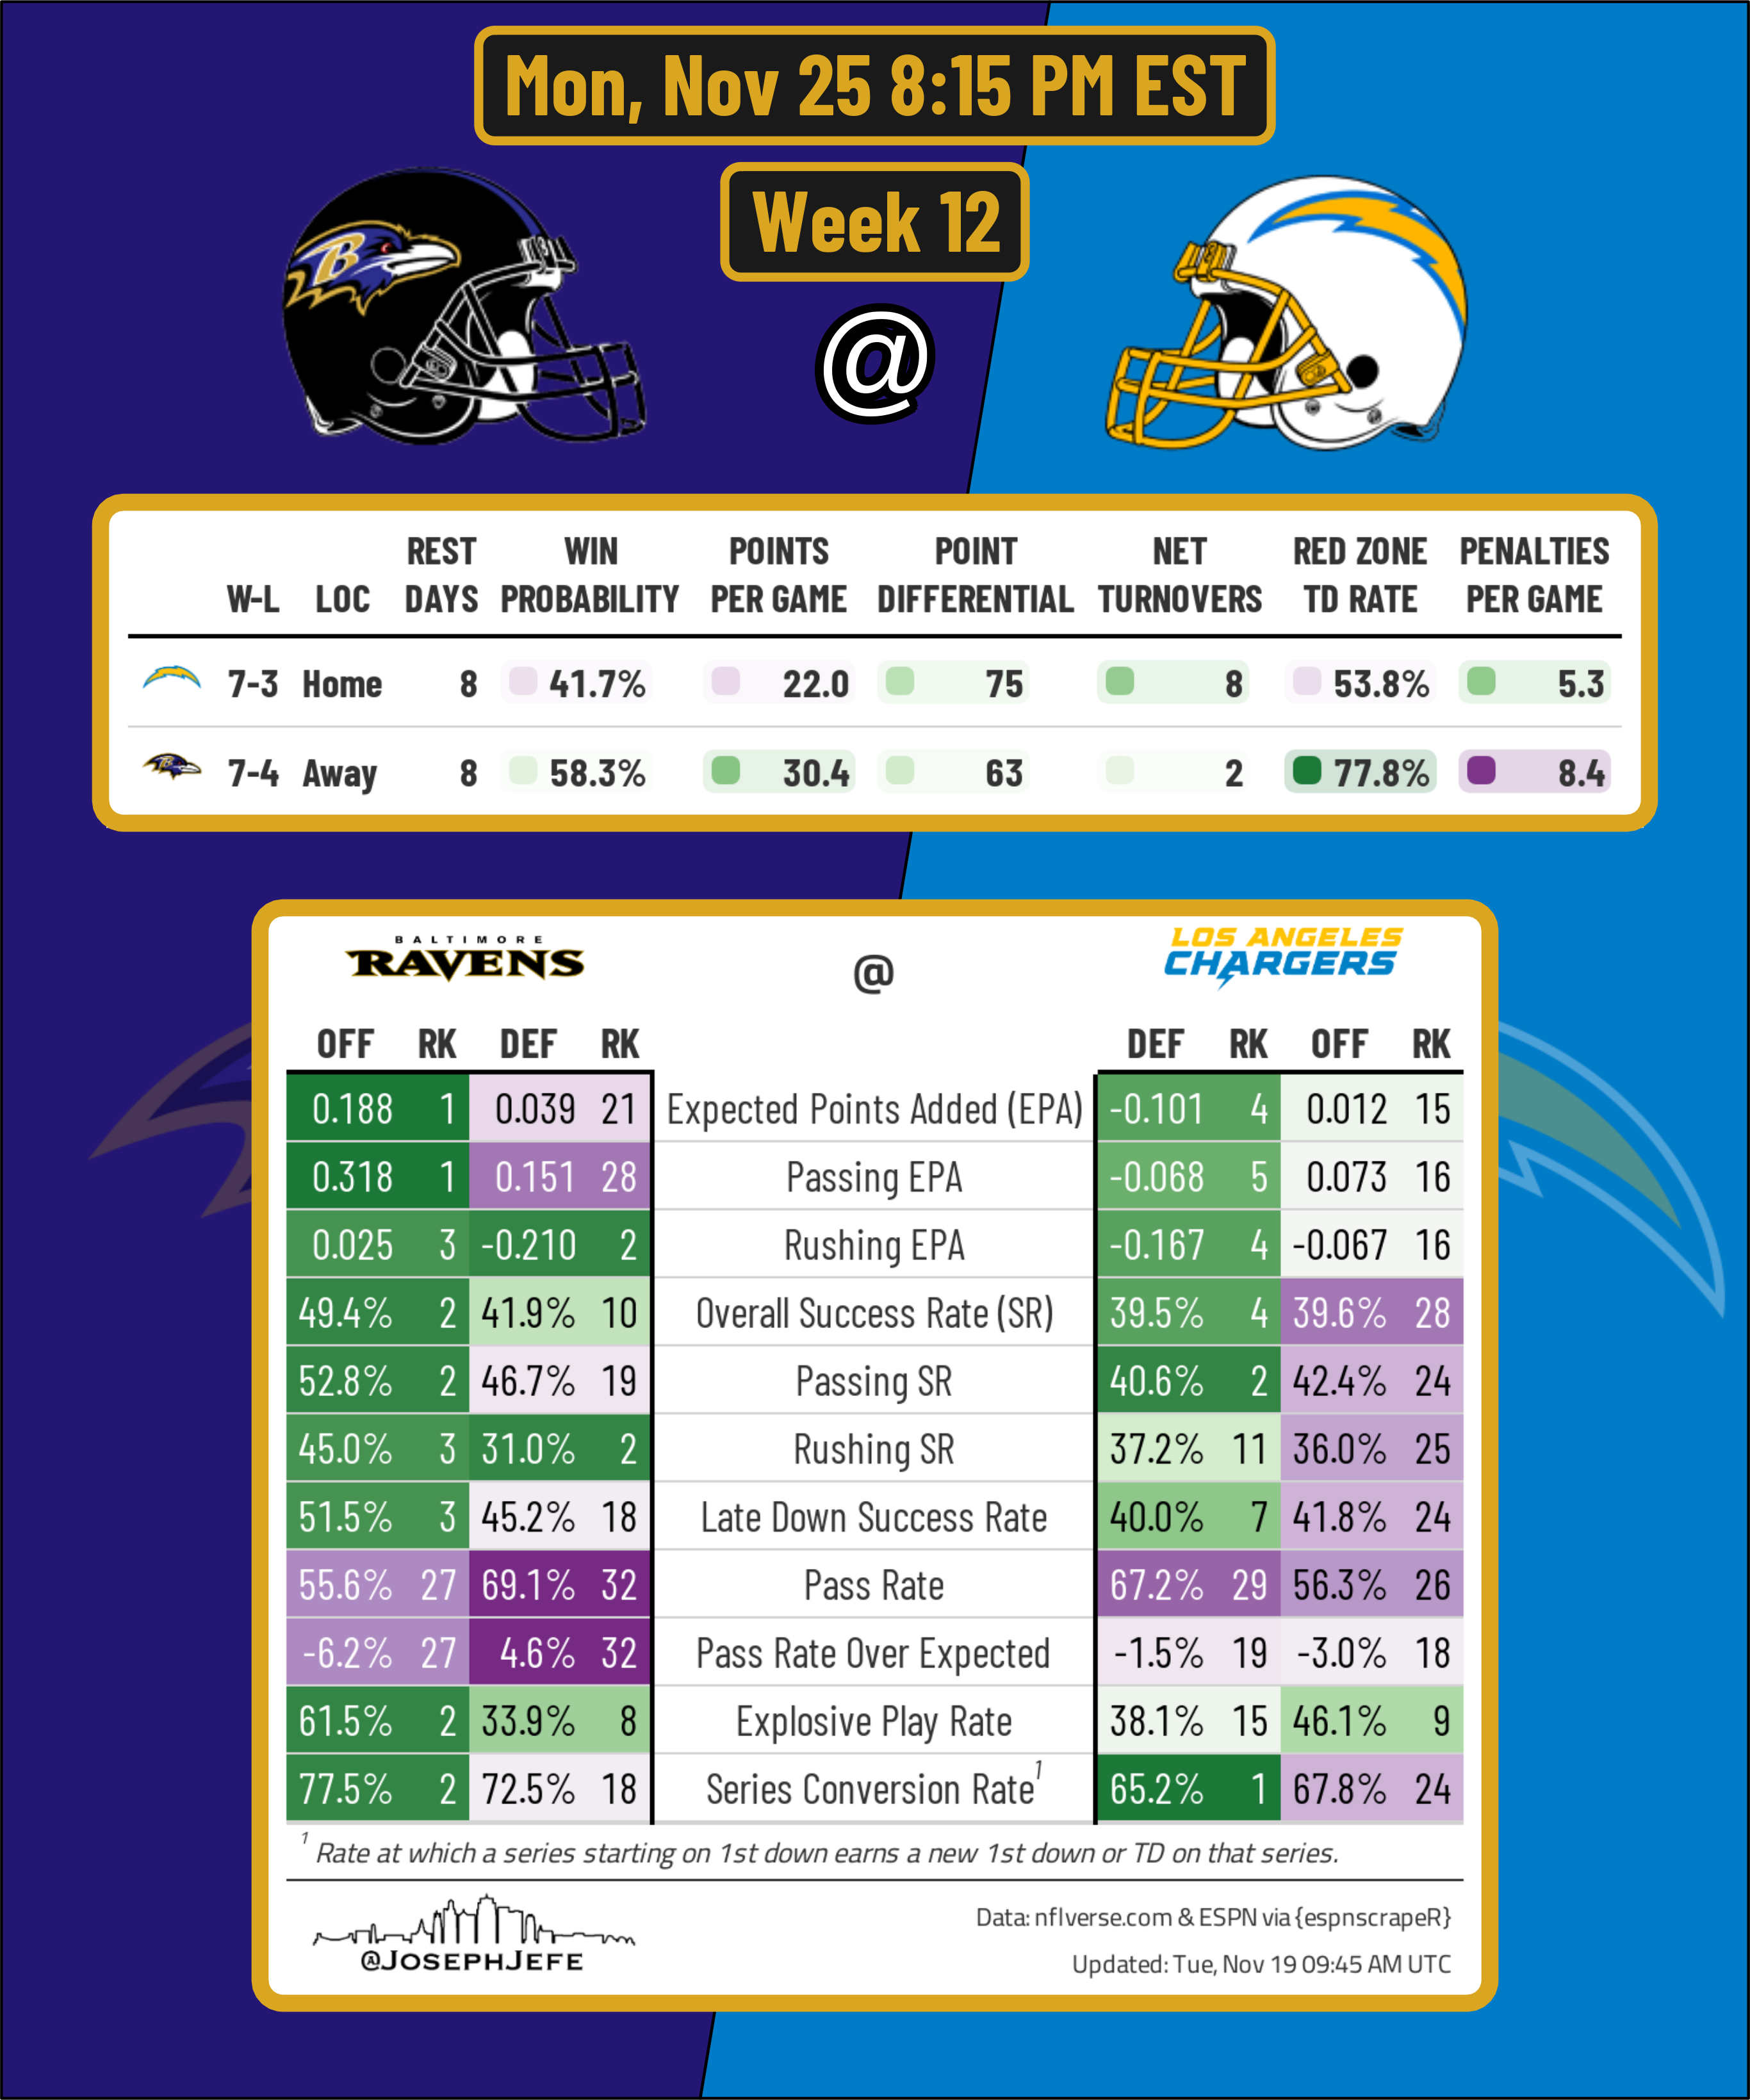 Mon, Nov 25 8:15 PM EST
Week 12
B
@
W-L LOC REST DAYS WIN PROBABILITY POINTS PER GAME POINT DIFFERENTIAL NET TURNOVERS RED ZONE TD RATE PENALTIES PER GAME
7-3 Home 8 41.7% 22.0 75 8 53.8% 5.3
7-4 Away 8 58.3% 30.4 63 2 77.8% 8.4
BALTIMORE
RAVENS
@
LOS ANGELES
CHARGERS
OFF RK DEF RK DEF RK OFF RK
0.188 1 0.039 21 Expected Points Added (EPA) -0.101 4 0.012 15
0.318 1 0.151 28 Passing EPA -0.068 5 0.073 16
0.025 3 -0.210 2 Rushing EPA -0.167 4 -0.067 16
49.4% 2 41.9% 10 Overall Success Rate (SR) 39.5% 4 39.6% 28
52.8% 2 46.7% 19 Passing SR 40.6% 2 42.4% 24
45.0% 3 31.0% 2 Rushing SR 37.2% 11 36.0% 25
51.5% 3 45.2% 18 Late Down Success Rate 40.0% 7 41.8% 24
55.6% 27 69.1% 32 Pass Rate 67.2% 29 56.3% 26
-6.2% 27 4.6% 32 Pass Rate Over Expected -1.5% 19 -3.0% 18
61.5% 2 33.9% 8 Explosive Play Rate 38.1% 15 46.1% 9
77.5% 2 72.5% 18 Series Conversion Rate¹ 65.2% 1 67.8% 24
¹ Rate at which a series starting on 1st down earns a new 1st down or TD on that series.
@JOSEPHJEFE
Data: nflverse.com & ESPN via {espnscrapeR}
Updated: Tue, Nov 19 09:45 AM UTC